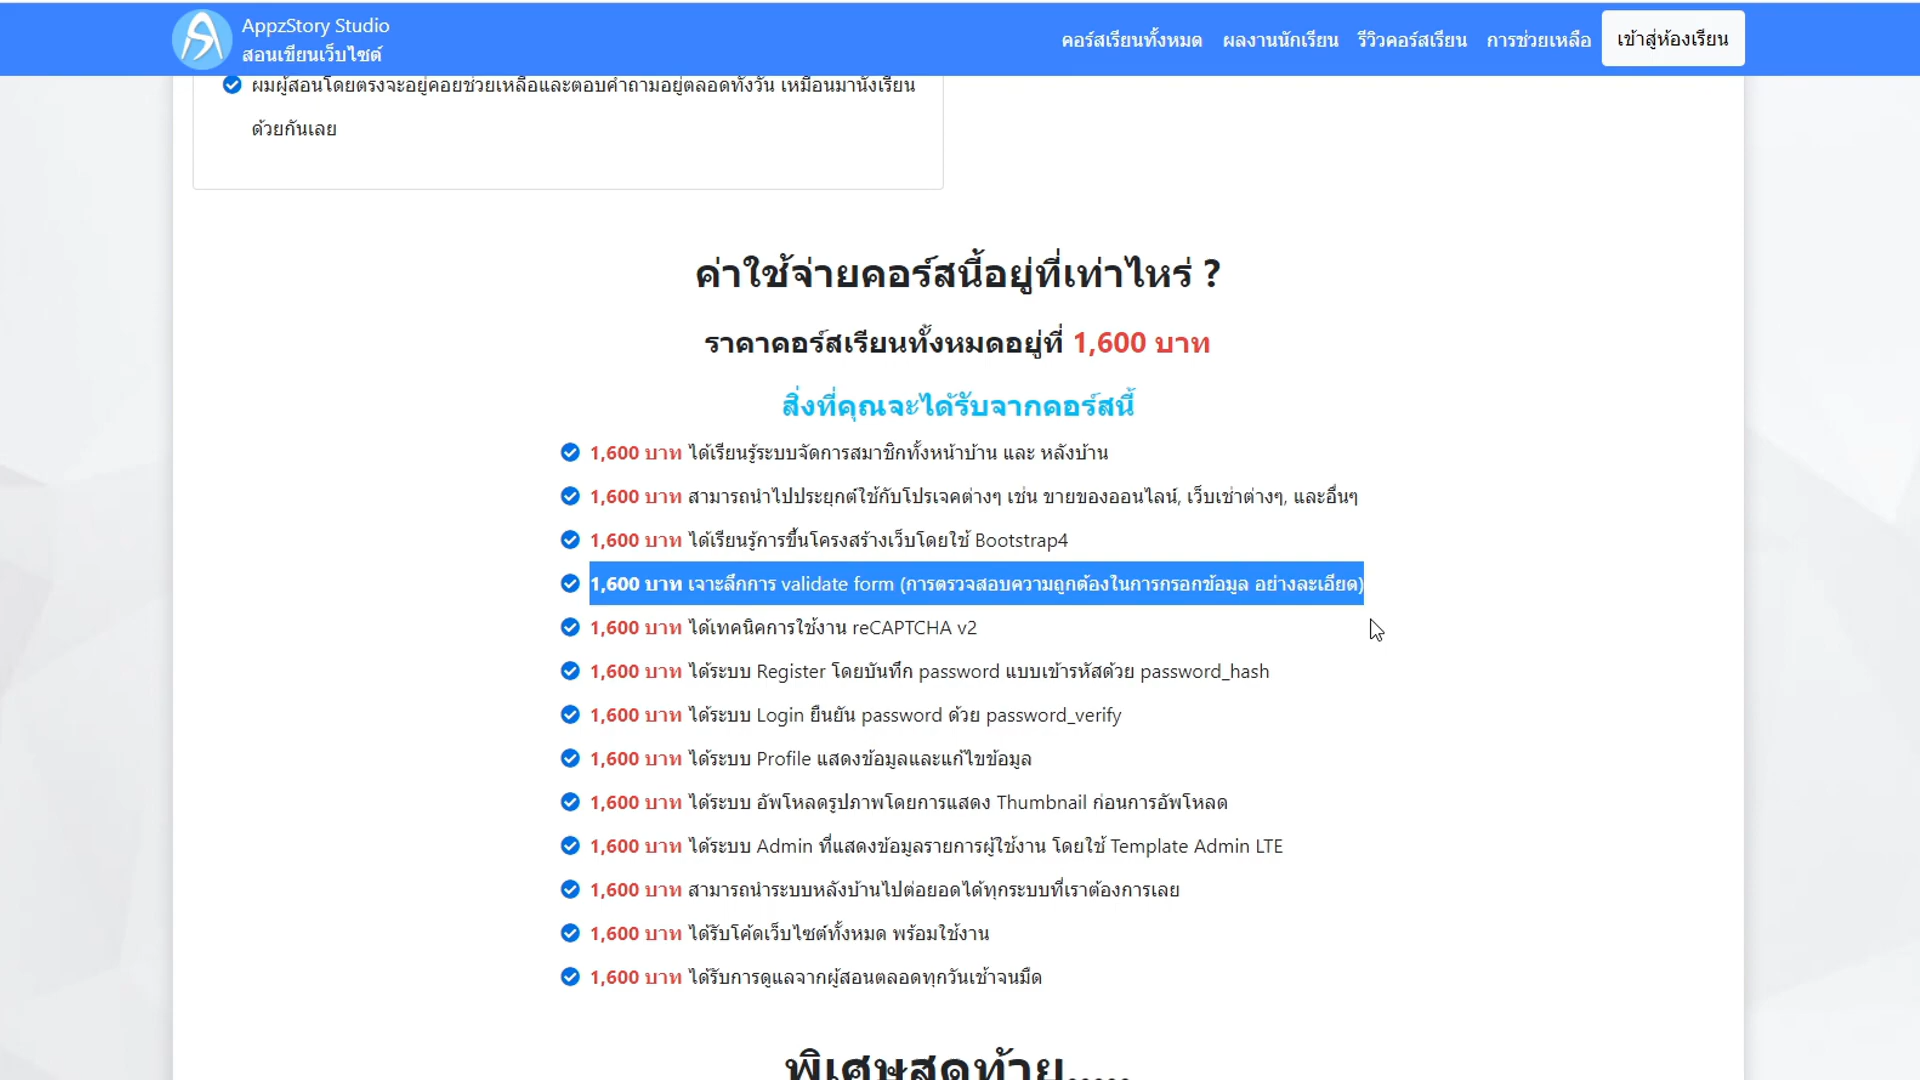 AppzStory Studio
สอนเขียนเว็บไซต์
คอร์สเรียนทั้งหมด ผลงานนักเรียน รีวิวคอร์สเรียน การช่วยเหลือ เข้าสู่ห้องเรียน
ผมผู้สอนโดยตรงจะอยู่คอยช่วยเหลือและตอบคำถามอยู่ตลอดทั้งวัน เหมือนมานั่งเรียน
ด้วยกันเลย
ค่าใช้จ่ายคอร์สนี้อยู่ที่เท่าไหร่ ?
ราคาคอร์สเรียนทั้งหมดอยู่ที่ 1,600 บาท
สิ่งที่คุณจะได้รับจากคอร์สนี้
1,600 บาท ได้เรียนรู้ระบบจัดการสมาชิกทั้งหน้าบ้าน และ หลังบ้าน
1,600 บาท สามารถนำไปประยุกต์ใช้กับโปรเจคต่างๆ เช่น ขายของออนไลน์, เว็บเช่าต่างๆ, และอื่นๆ
1,600 บาท ได้เรียนรู้การขึ้นโครงสร้างเว็บโดยใช้ Bootstrap4
1,600 บาท เจาะลึกการ validate form (การตรวจสอบความถูกต้องในการกรอกข้อมูล อย่างละเอียด)
1,600 บาท ได้เทคนิคการใช้งาน reCAPTCHA v2
1,600 บาท ได้ระบบ Register โดยบันทึก password แบบเข้ารหัสด้วย password_hash
1,600 บาท ได้ระบบ Login ยืนยัน password ด้วย password_verify
1,600 บาท ได้ระบบ Profile แสดงข้อมูลและแก้ไขข้อมูล
1,600 บาท ได้ระบบ อัพโหลดรูปภาพโดยการแสดง Thumbnail ก่อนการอัพโหลด
1,600 บาท ได้ระบบ Admin ที่แสดงข้อมูลรายการผู้ใช้งาน โดยใช้ Template Admin LTE
1,600 บาท สามารถนำระบบหลังบ้านไปต่อยอดได้ทุกระบบที่เราต้องการเลย
1,600 บาท ได้รับโค้ดเว็บไซต์ทั้งหมด พร้อมใช้งาน
1,600 บาท ได้รับการดูแลจากผู้สอนตลอดทุกวันเช้าจนมืด
พิเศษสุดท้าย.....